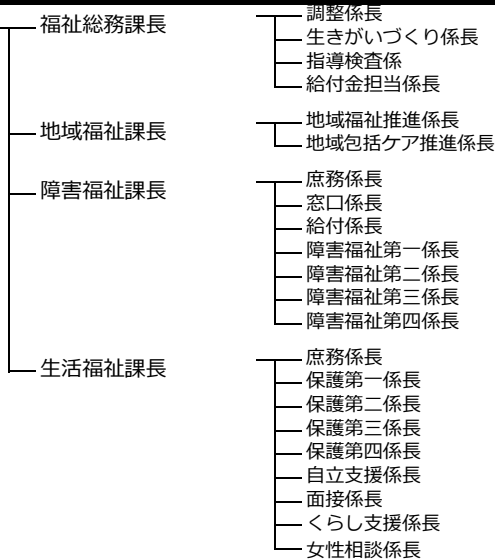 福祉総務課長
調整係長
生きがいづくり係長
指導検査係
給付金担当係長
地域福祉課長
地域福祉推進係長
地域包括ケア推進係長
障害福祉課長
庶務係長
窓口係長
給付係長
障害福祉第一係長
障害福祉第二係長
障害福祉第三係長
障害福祉第四係長
生活福祉課長
庶務係長
保護第一係長
保護第二係長
保護第三係長
保護第四係長
自立支援係長
面接係長
くらし支援係長
女性相談係長